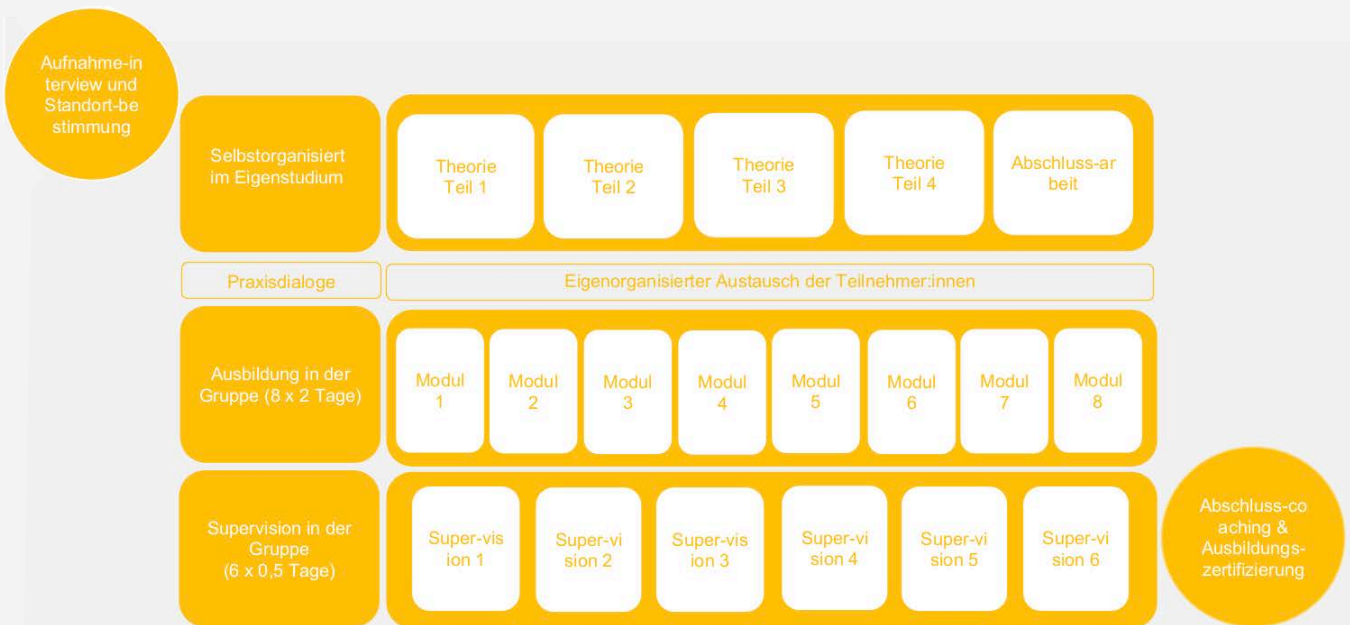 Aufnahme-in
terview und
Standort-be
stimmung
Selbstorganisiert
im Eigenstudium
Theorie
Teil 1
Theorie
Teil 2
Theorie
Teil 3
Theorie
Teil 4
Abschluss-ar
beit
Praxisdialoge
Eigenorganisierter Austausch der Teilnehmer:innen
Ausbildung in der
Gruppe (8 x 2 Tage)
Modul
1
Modul
2
Modul
3
Modul
4
Modul
5
Modul
6
Modul
7
Modul
8
Supervision in der
Gruppe
(6 x 0,5 Tage)
Super-vis
ion 1
Super-vi
sion 2
Super-vis
ion 3
Super-vi
sion 4
Super-vi
sion 5
Super-vi
sion 6
Abschluss-co
aching &
Ausbildungs-
zertifizierung